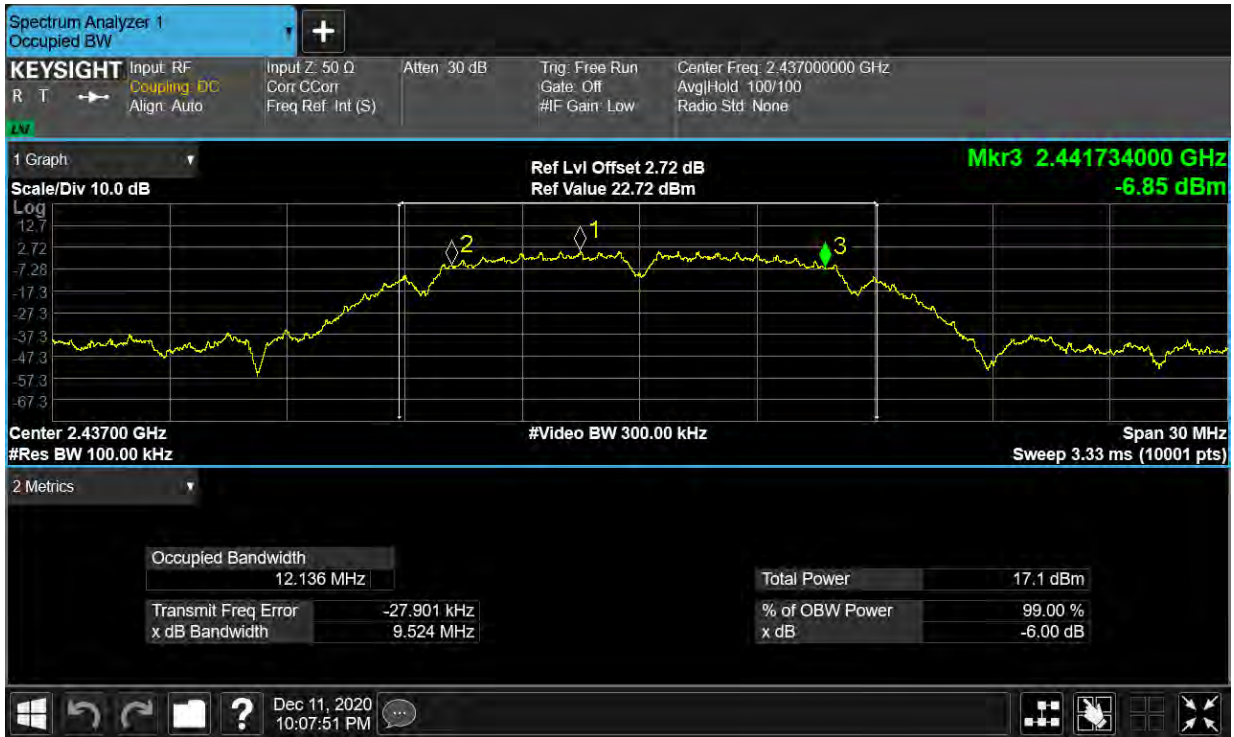 Spectrum Analyzer 1
Occupied BW
+
KEYSIGHT
R T
Input: RF
Coupling: DC
Align: Auto
Input Z: 50 Ω
Corr CCorr
Freq Ref: Int (S)
Atten: 30 dB
Trig: Free Run
Gate: Off
#IF Gain: Low
Center Freq: 2.437000000 GHz
Avg|Hold: 100/100
Radio Std: None
1 Graph
Scale/Div 10.0 dB
Ref Lvl Offset 2.72 dB
Ref Value 22.72 dBm
Mkr3 2.441734000 GHz
-6.85 dBm
Log
12.7
2.72
-7.28
-17.3
-27.3
-37.3
-47.3
-57.3
-67.3
2
1
3
Center 2.43700 GHz
#Video BW 300.00 kHz
Span 30 MHz
#Res BW 100.00 kHz
Sweep 3.33 ms (10001 pts)
2 Metrics
Occupied Bandwidth
12.136 MHz
Total Power 17.1 dBm
Transmit Freq Error -27.901 kHz
% of OBW Power 99.00 %
x dB Bandwidth 9.524 MHz
x dB -6.00 dB
?
Dec 11, 2020
10:07:51 PM